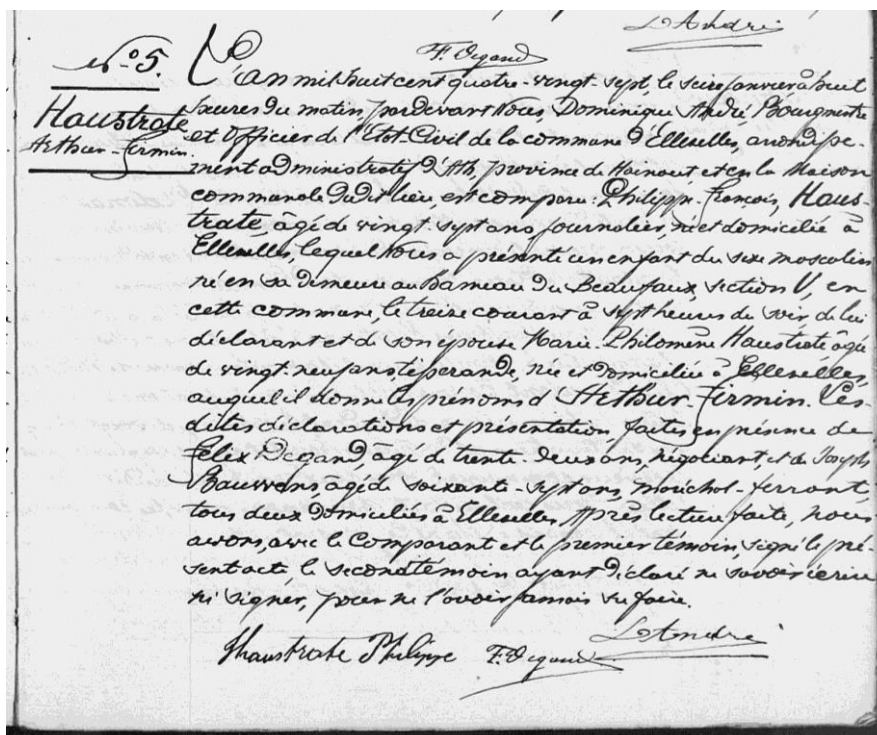 D. André
F. Degand
N° 5.
Haustrate
Arthur-Firmin.
L'an mil huit cent quatre-vingt-sept, le seize janvier à huit
heures du matin, pardevant Nous, Dominique André Bourgmestre
et Officier de l'Etat-Civil de la commune d'Ellezelles, arrondisse-
ment administratif d'Ath, province de Hainaut et en la Maison
communale dudit lieu, est comparu: Philippe-François, Haus-
trate, âgé de vingt-sept ans, journalier, né et domicilié à
Ellezelles, lequel Nous a présenté un enfant du sexe masculin
né en sa demeure au hameau du Beaufaux, section V, en
cette commune, le treize courant à sept heures du soir, de lui
déclarant et de son épouse Marie-Philomène Haustrate âgée
de vingt-neuf ans tisserande, née et domiciliée à Ellezelles,
auquel il donne les prénoms d'Arthur-Firmin. Les-
dites déclarations et présentation faites en présence de
Félix Degand, âgé de trente-deux ans, négociant, et de Joseph
âgé de soixante-sept ans, maréchal-ferrant,
tous deux domiciliés à Ellezelles. Après lecture faite, nous
avons, avec le Comparant et le premier témoin, signé le pré-
sent acte le second témoin ayant déclaré ne savoir écrire
ni signer, pour ne l'avoir jamais su faire.
D. André
Haustrate Philippe F. Degand